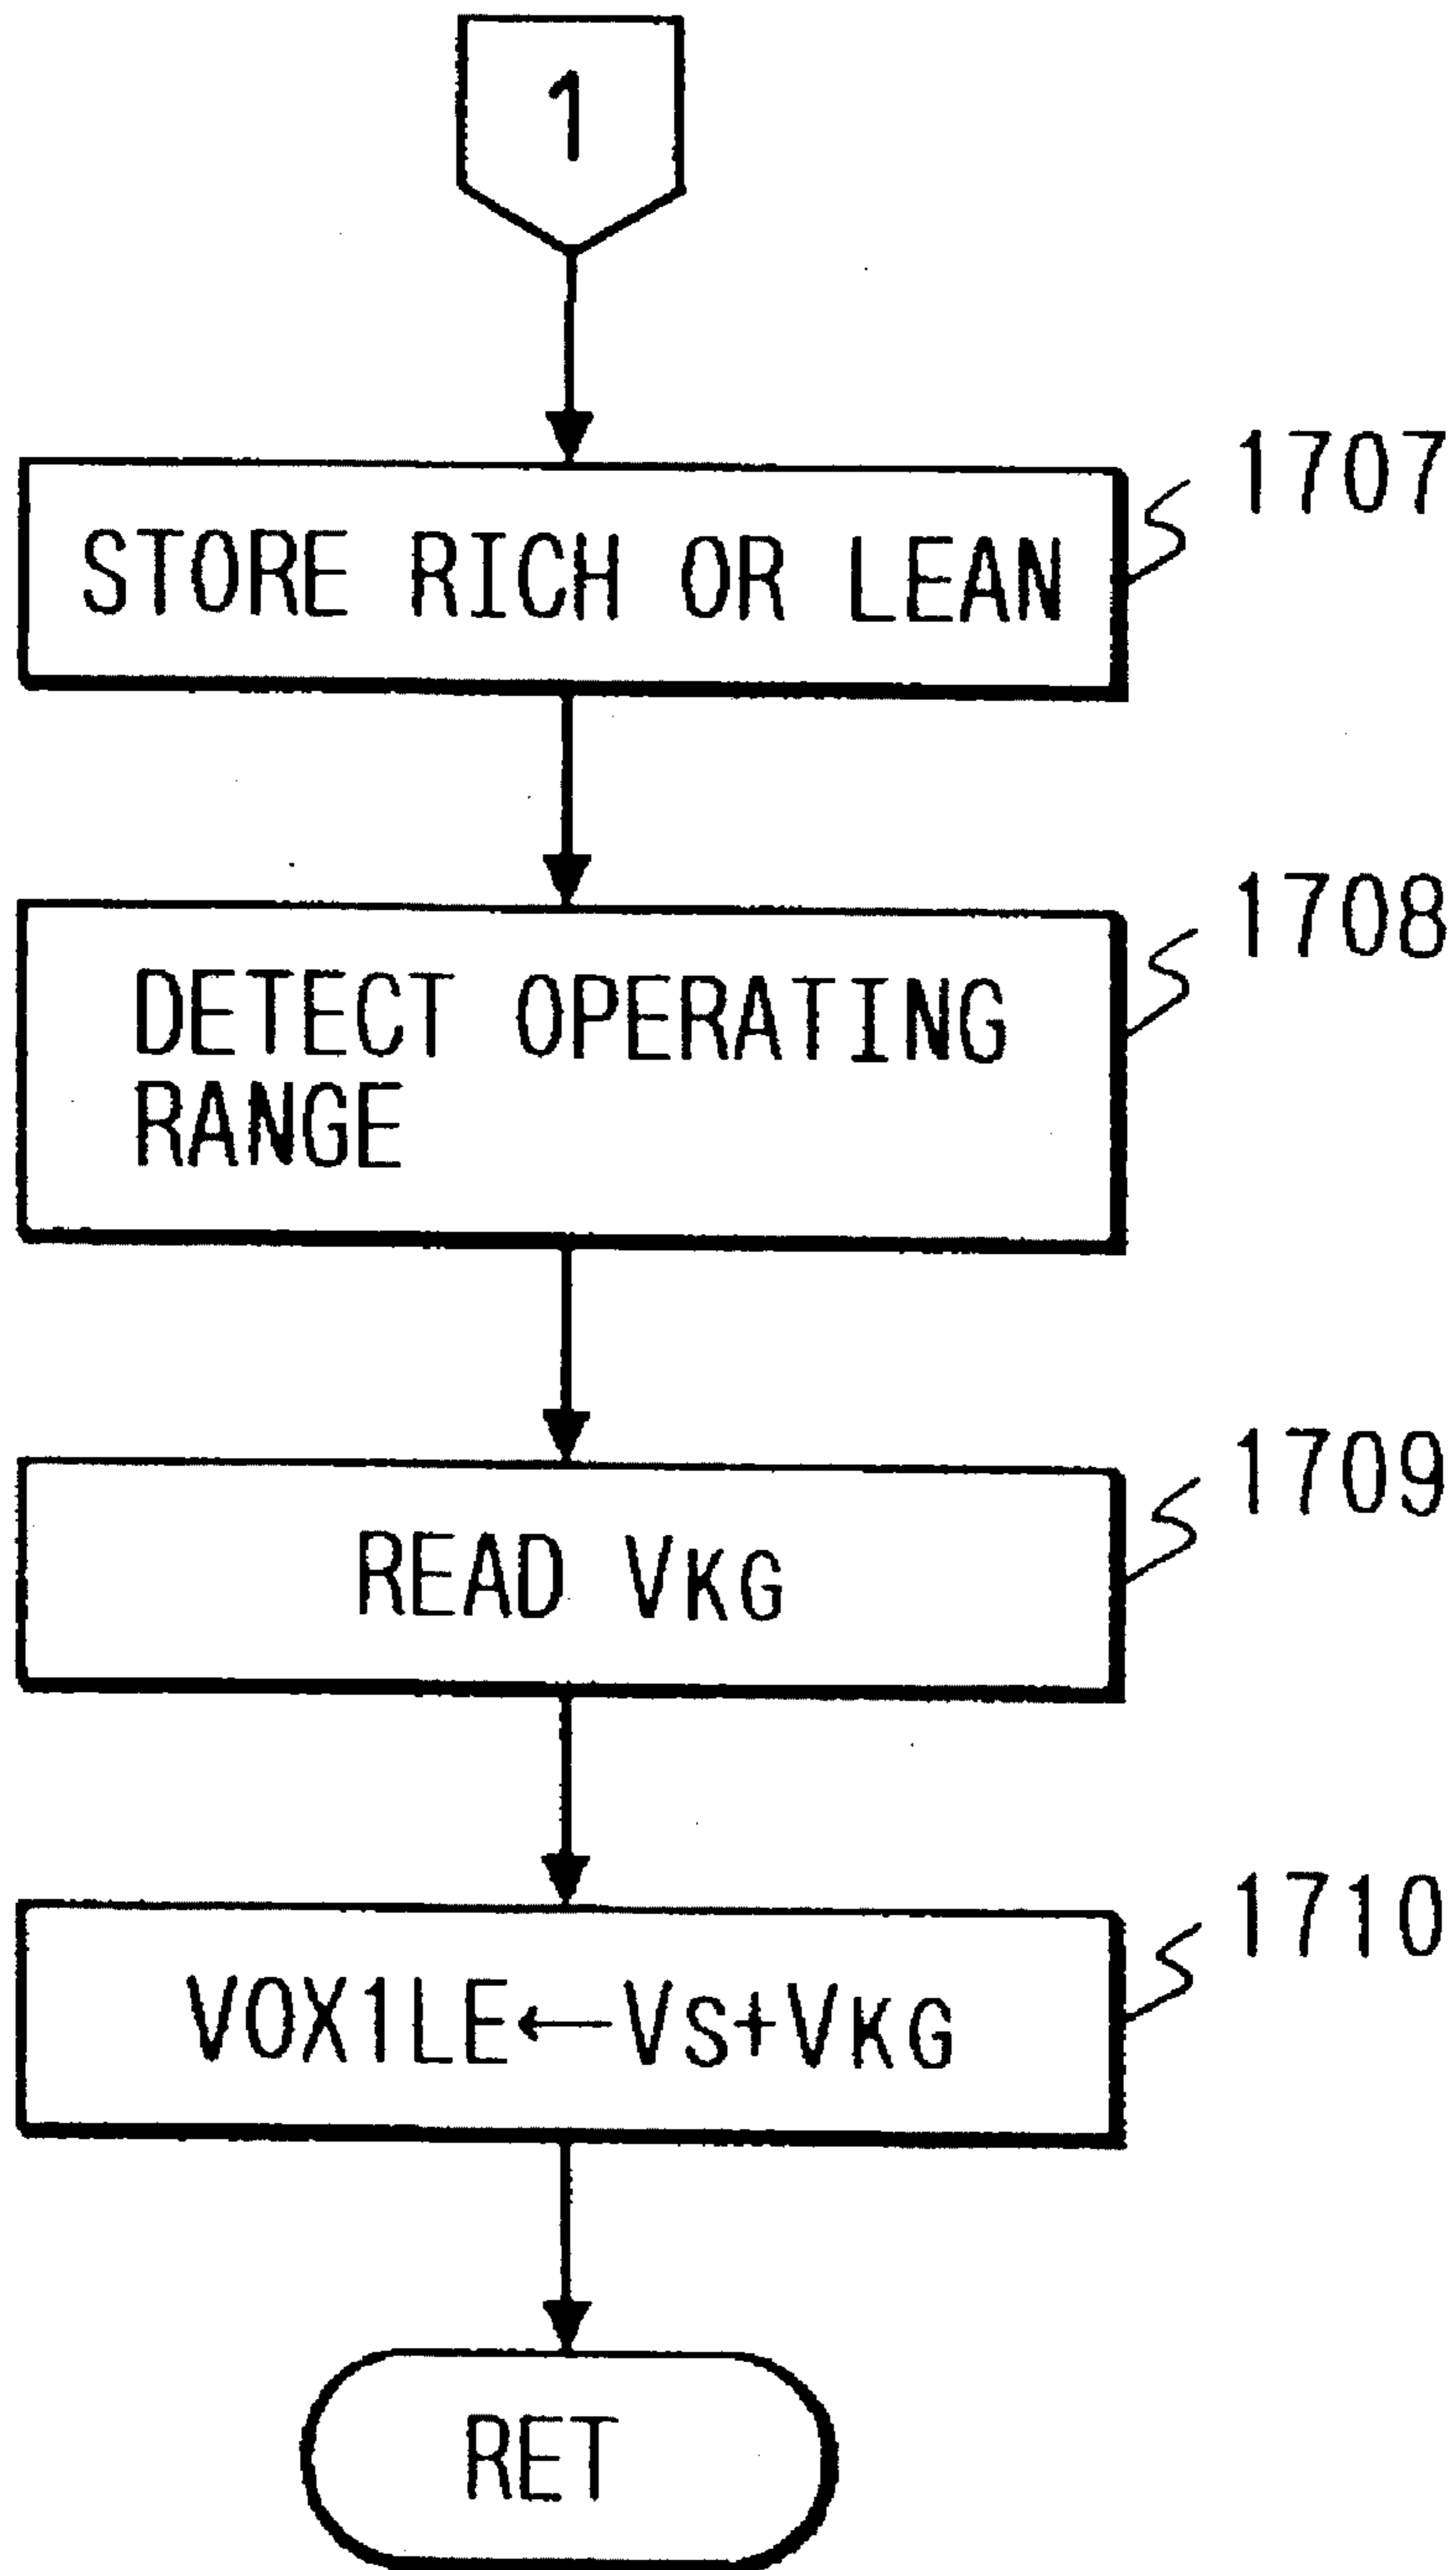 1
1707
STORE RICH OR LEAN
1708
DETECT OPERATING
RANGE
1709
READ VKG
1710
VOX1LE←VS+VKG
RET